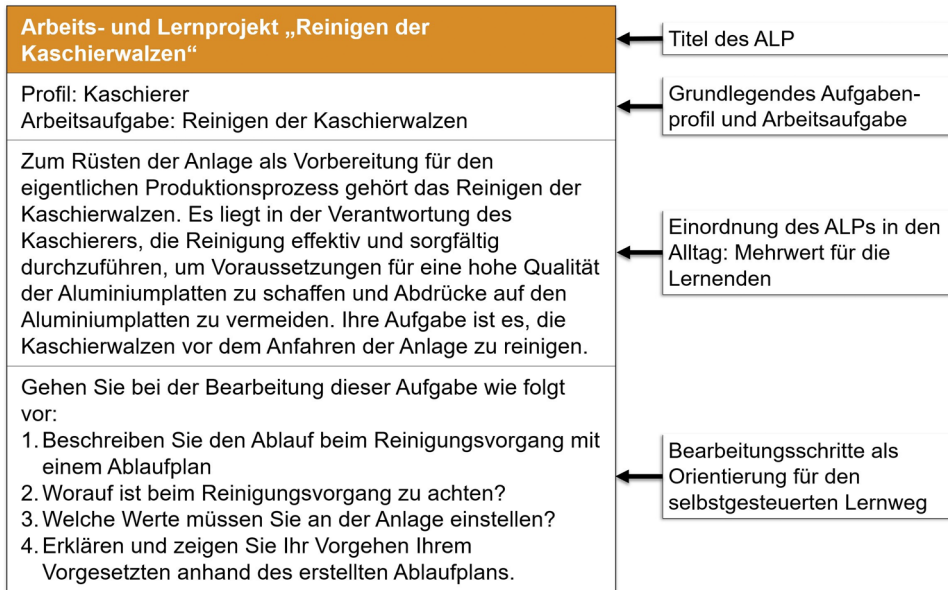 Arbeits- und Lernprojekt „Reinigen der
Kaschierwalzen“
Titel des ALP
Profil: Kaschierer
Arbeitsaufgabe: Reinigen der Kaschierwalzen
Grundlegendes Aufgaben-
profil und Arbeitsaufgabe
Zum Rüsten der Anlage als Vorbereitung für den
eigentlichen Produktionsprozess gehört das Reinigen der
Kaschierwalzen. Es liegt in der Verantwortung des
Kaschierers, die Reinigung effektiv und sorgfältig
durchzuführen, um Voraussetzungen für eine hohe Qualität
der Aluminiumplatten zu schaffen und Abdrücke auf den
Aluminiumplatten zu vermeiden. Ihre Aufgabe ist es, die
Kaschierwalzen vor dem Anfahren der Anlage zu reinigen.
Einordnung des ALPs in den
Alltag: Mehrwert für die
Lernenden
Gehen Sie bei der Bearbeitung dieser Aufgabe wie folgt
vor:
1. Beschreiben Sie den Ablauf beim Reinigungsvorgang mit
einem Ablaufplan
2. Worauf ist beim Reinigungsvorgang zu achten?
3. Welche Werte müssen Sie an der Anlage einstellen?
4. Erklären und zeigen Sie Ihr Vorgehen Ihrem
Vorgesetzten anhand des erstellten Ablaufplans.
Bearbeitungsschritte als
Orientierung für den
selbstgesteuerten Lernweg